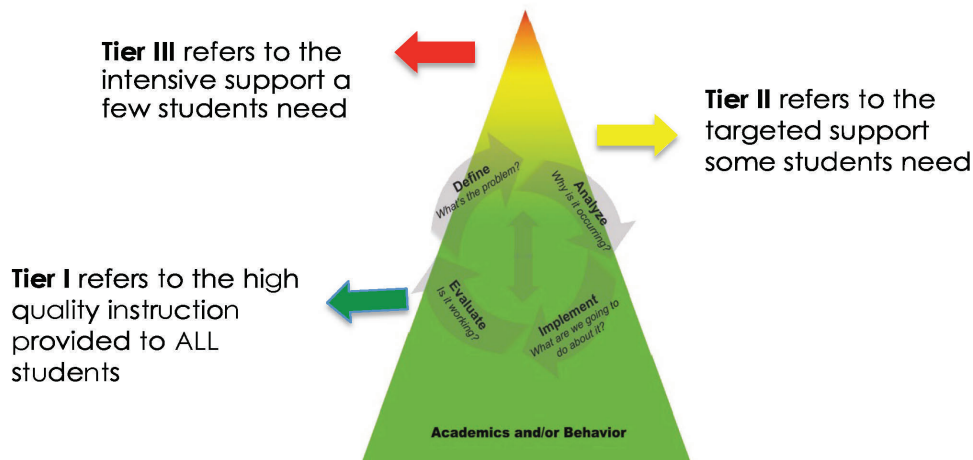 Tier III refers to the
intensive support a
few students need
Tier II refers to the
targeted support
some students need
Define
What's the problem?
Analyze
Why is it occurring?
Tier I refers to the high
quality instruction
provided to ALL
students
Evaluate
Is it working?
Implement
What are we going to
do about it?
Academics and/or Behavior